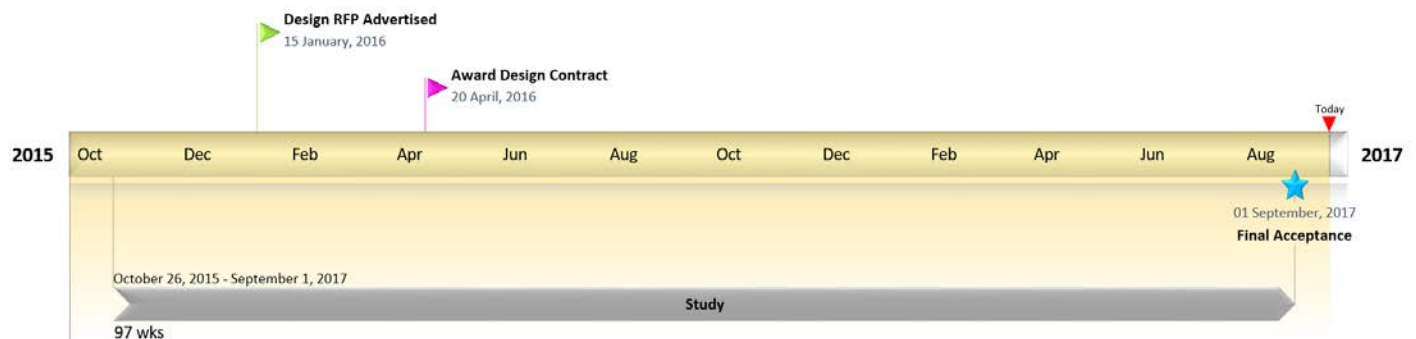 Design RFP Advertised
15 January, 2016
Award Design Contract
20 April, 2016
Today
2015 Oct Dec Feb Apr Jun Aug Oct Dec Feb Apr Jun Aug 2017
01 September, 2017
Final Acceptance
October 26, 2015 - September 1, 2017
Study
97 wks